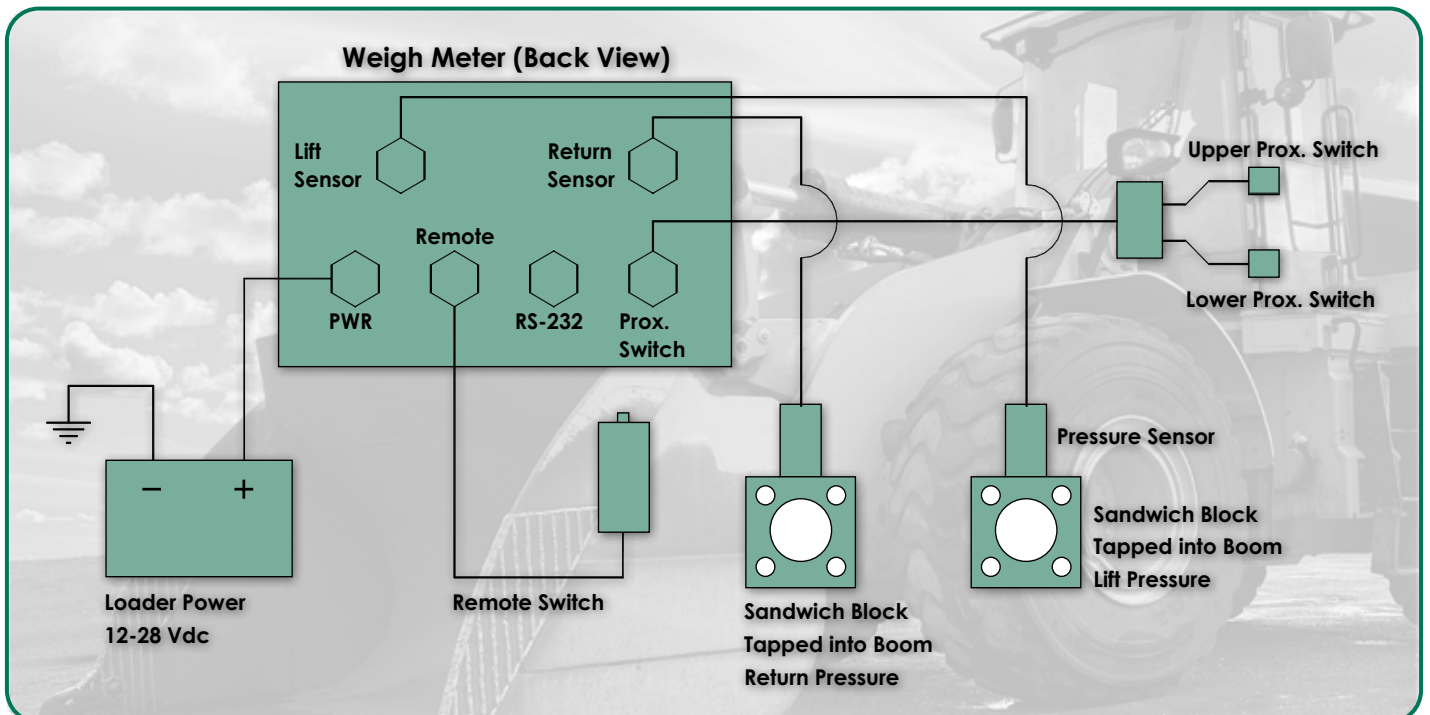 Weigh Meter (Back View)
Lift
Sensor
Return
Sensor
Upper Prox. Switch
Remote
PWR
RS-232
Prox.
Switch
Lower Prox. Switch
Pressure Sensor
− +
Loader Power
12-28 Vdc
Remote Switch
Sandwich Block
Tapped into Boom
Return Pressure
Sandwich Block
Tapped into Boom
Lift Pressure